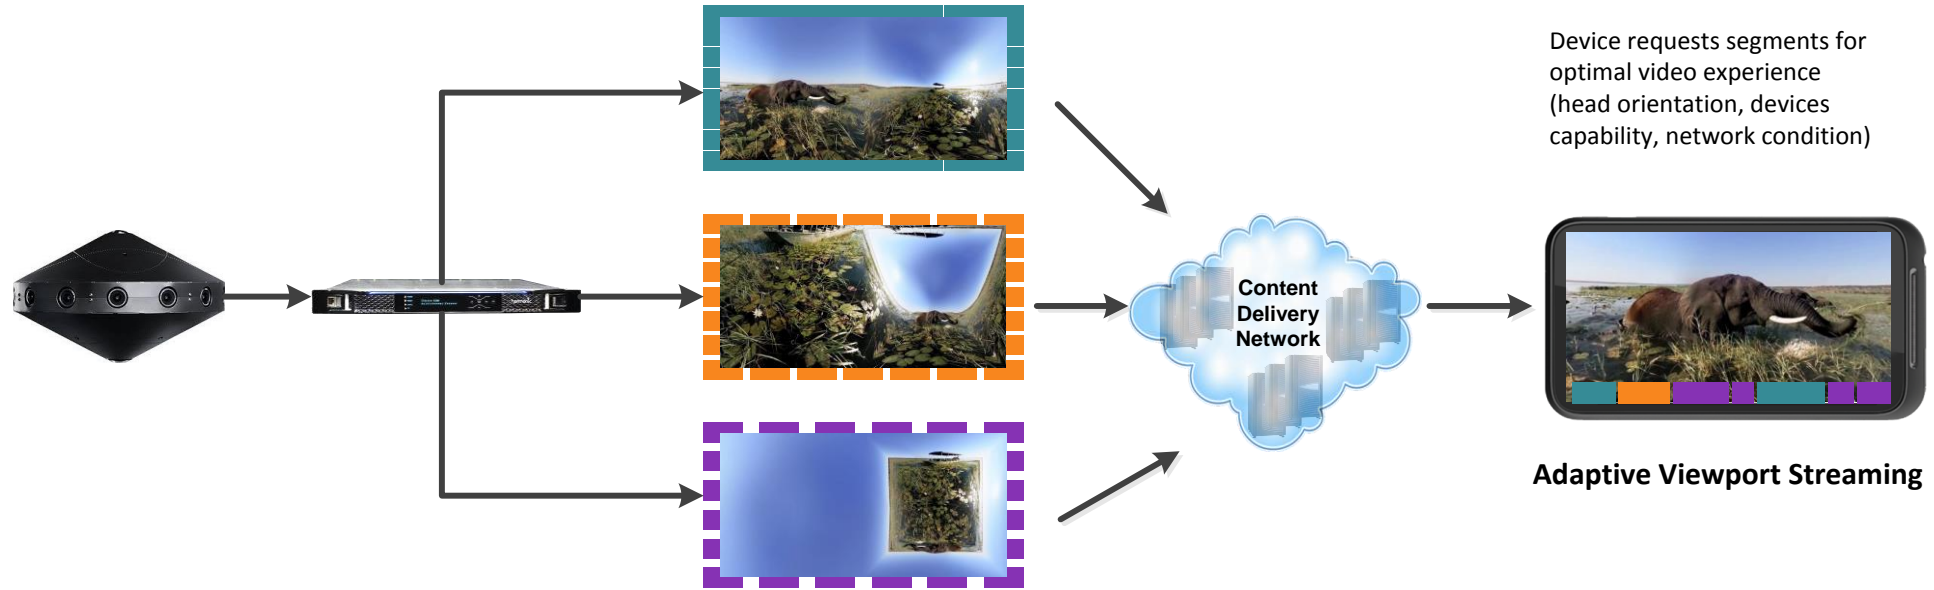 Device requests segments for
optimal video experience
(head orientation, devices
capability, network condition)
Content
Delivery
Network
Adaptive Viewport Streaming